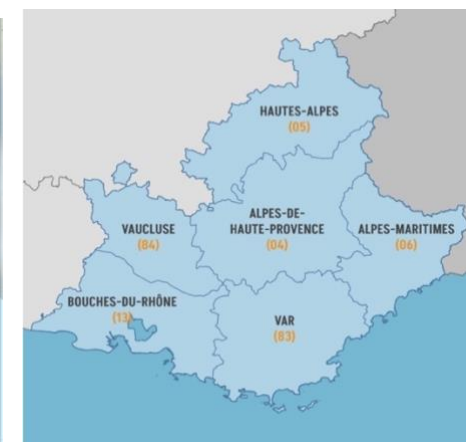 HAUTES-ALPES
(05)
ALPES-DE-
HAUTE-PROVENCE
(04)
ALPES-MARITIMES
(06)
VAUCLUSE
(84)
BOUCHES-DU-RHÔNE
(13)
VAR
(83)